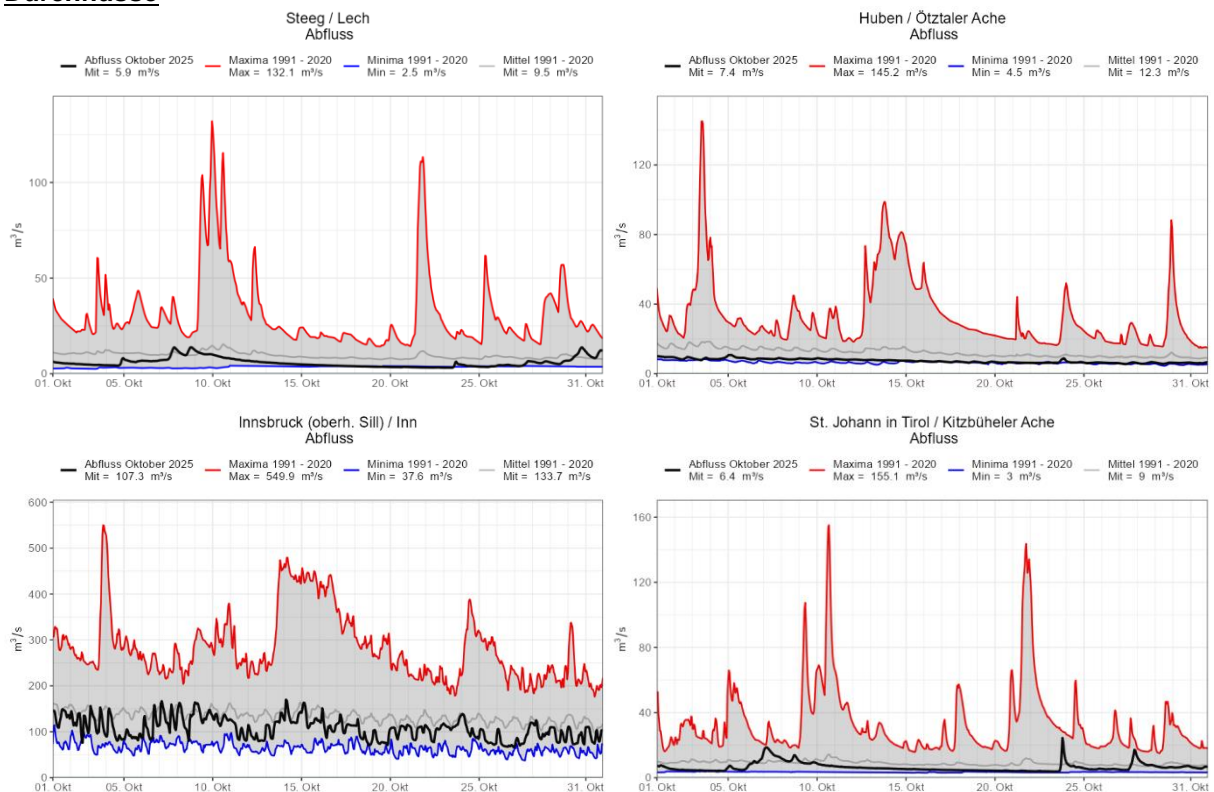 Durchflüsse
Steeg / Lech
Abfluss
Abfluss Oktober 2025
Mit = 5.9 m³/s
Maxima 1991 - 2020
Max = 132.1 m³/s
Minima 1991 - 2020
Min = 2.5 m³/s
Mittel 1991 - 2020
Mit = 9.5 m³/s
m³/s
100
50
0
01. Okt
05. Okt
10. Okt
15. Okt
20. Okt
25. Okt
31. Okt
Huben / Ötztaler Ache
Abfluss
Abfluss Oktober 2025
Mit = 7.4 m³/s
Maxima 1991 - 2020
Max = 145.2 m³/s
Minima 1991 - 2020
Min = 4.5 m³/s
Mittel 1991 - 2020
Mit = 12.3 m³/s
m³/s
120
80
40
0
01. Okt
05. Okt
10. Okt
15. Okt
20. Okt
25. Okt
31. Okt
Innsbruck (oberh. Sill) / Inn
Abfluss
Abfluss Oktober 2025
Mit = 107.3 m³/s
Maxima 1991 - 2020
Max = 549.9 m³/s
Minima 1991 - 2020
Min = 37.6 m³/s
Mittel 1991 - 2020
Mit = 133.7 m³/s
m³/s
600
500
400
300
200
100
0
01. Okt
05. Okt
10. Okt
15. Okt
20. Okt
25. Okt
31. Okt
St. Johann in Tirol / Kitzbüheler Ache
Abfluss
Abfluss Oktober 2025
Mit = 6.4 m³/s
Maxima 1991 - 2020
Max = 155.1 m³/s
Minima 1991 - 2020
Min = 3 m³/s
Mittel 1991 - 2020
Mit = 9 m³/s
m³/s
160
120
80
40
0
01. Okt
05. Okt
10. Okt
15. Okt
20. Okt
25. Okt
31. Okt